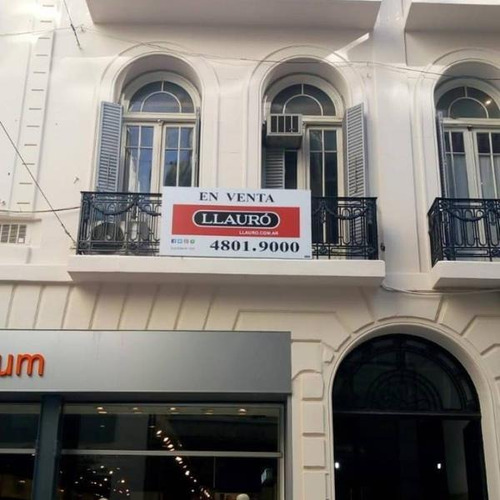 EN VENTA
LLAURÓ
LLAURO.COM.AR
4801.9000
um